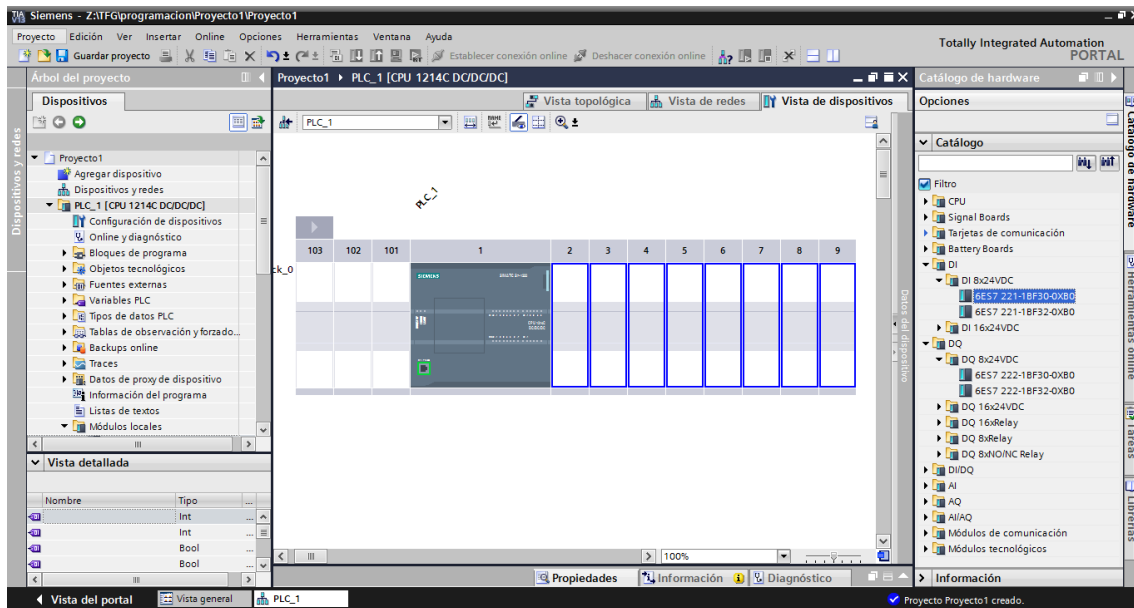 Siemens - Z:\TFG\programacion\Proyecto1\Proyecto1
Proyecto Edición Ver Insertar Online Opciones Herramientas Ventana Ayuda
Guardar proyecto Establecer conexión online Deshacer conexión online
Totally Integrated Automation
PORTAL
Árbol del proyecto
Dispositivos
Dispositivos y redes
Proyecto1
Agregar dispositivo
Dispositivos y redes
PLC_1 [CPU 1214C DC/DC/DC]
Configuración de dispositivos
Online y diagnóstico
Bloques de programa
Objetos tecnológicos
Fuentes externas
Variables PLC
Tipos de datos PLC
Tablas de observación y forzado...
Backups online
Traces
Datos de proxy de dispositivo
Información del programa
Listas de textos
Módulos locales
Vista detallada
Nombre Tipo ...
Int ...
Int ...
Bool ...
Bool ...
Proyecto1 PLC_1 [CPU 1214C DC/DC/DC]
Vista topológica Vista de redes Vista de dispositivos
PLC_1
PLC_1
103 102 101 1 2 3 4 5 6 7 8 9
ck_0
SIEMENS
Datos del dispositivo
100%
Propiedades Información Diagnóstico
Catálogo de hardware
Opciones
Catálogo
Filtro
CPU
Signal Boards
Tarjetas de comunicación
Battery Boards
DI
DI 8x24VDC
6ES7 221-1BF30-0XB0
6ES7 221-1BF32-0XB0
DI 16x24VDC
DQ
DQ 8x24VDC
6ES7 222-1BF30-0XB0
6ES7 222-1BF32-0XB0
DQ 16x24VDC
DQ 16xRelay
DQ 8xRelay
DQ 8xNO/NC Relay
DI/DQ
AI
AQ
AI/AQ
Módulos de comunicación
Módulos tecnológicos
Información
Catálogo de hardware
Herramientas online
Tareas
Librerías
Vista del portal Vista general PLC_1
Proyecto Proyecto1 creado.